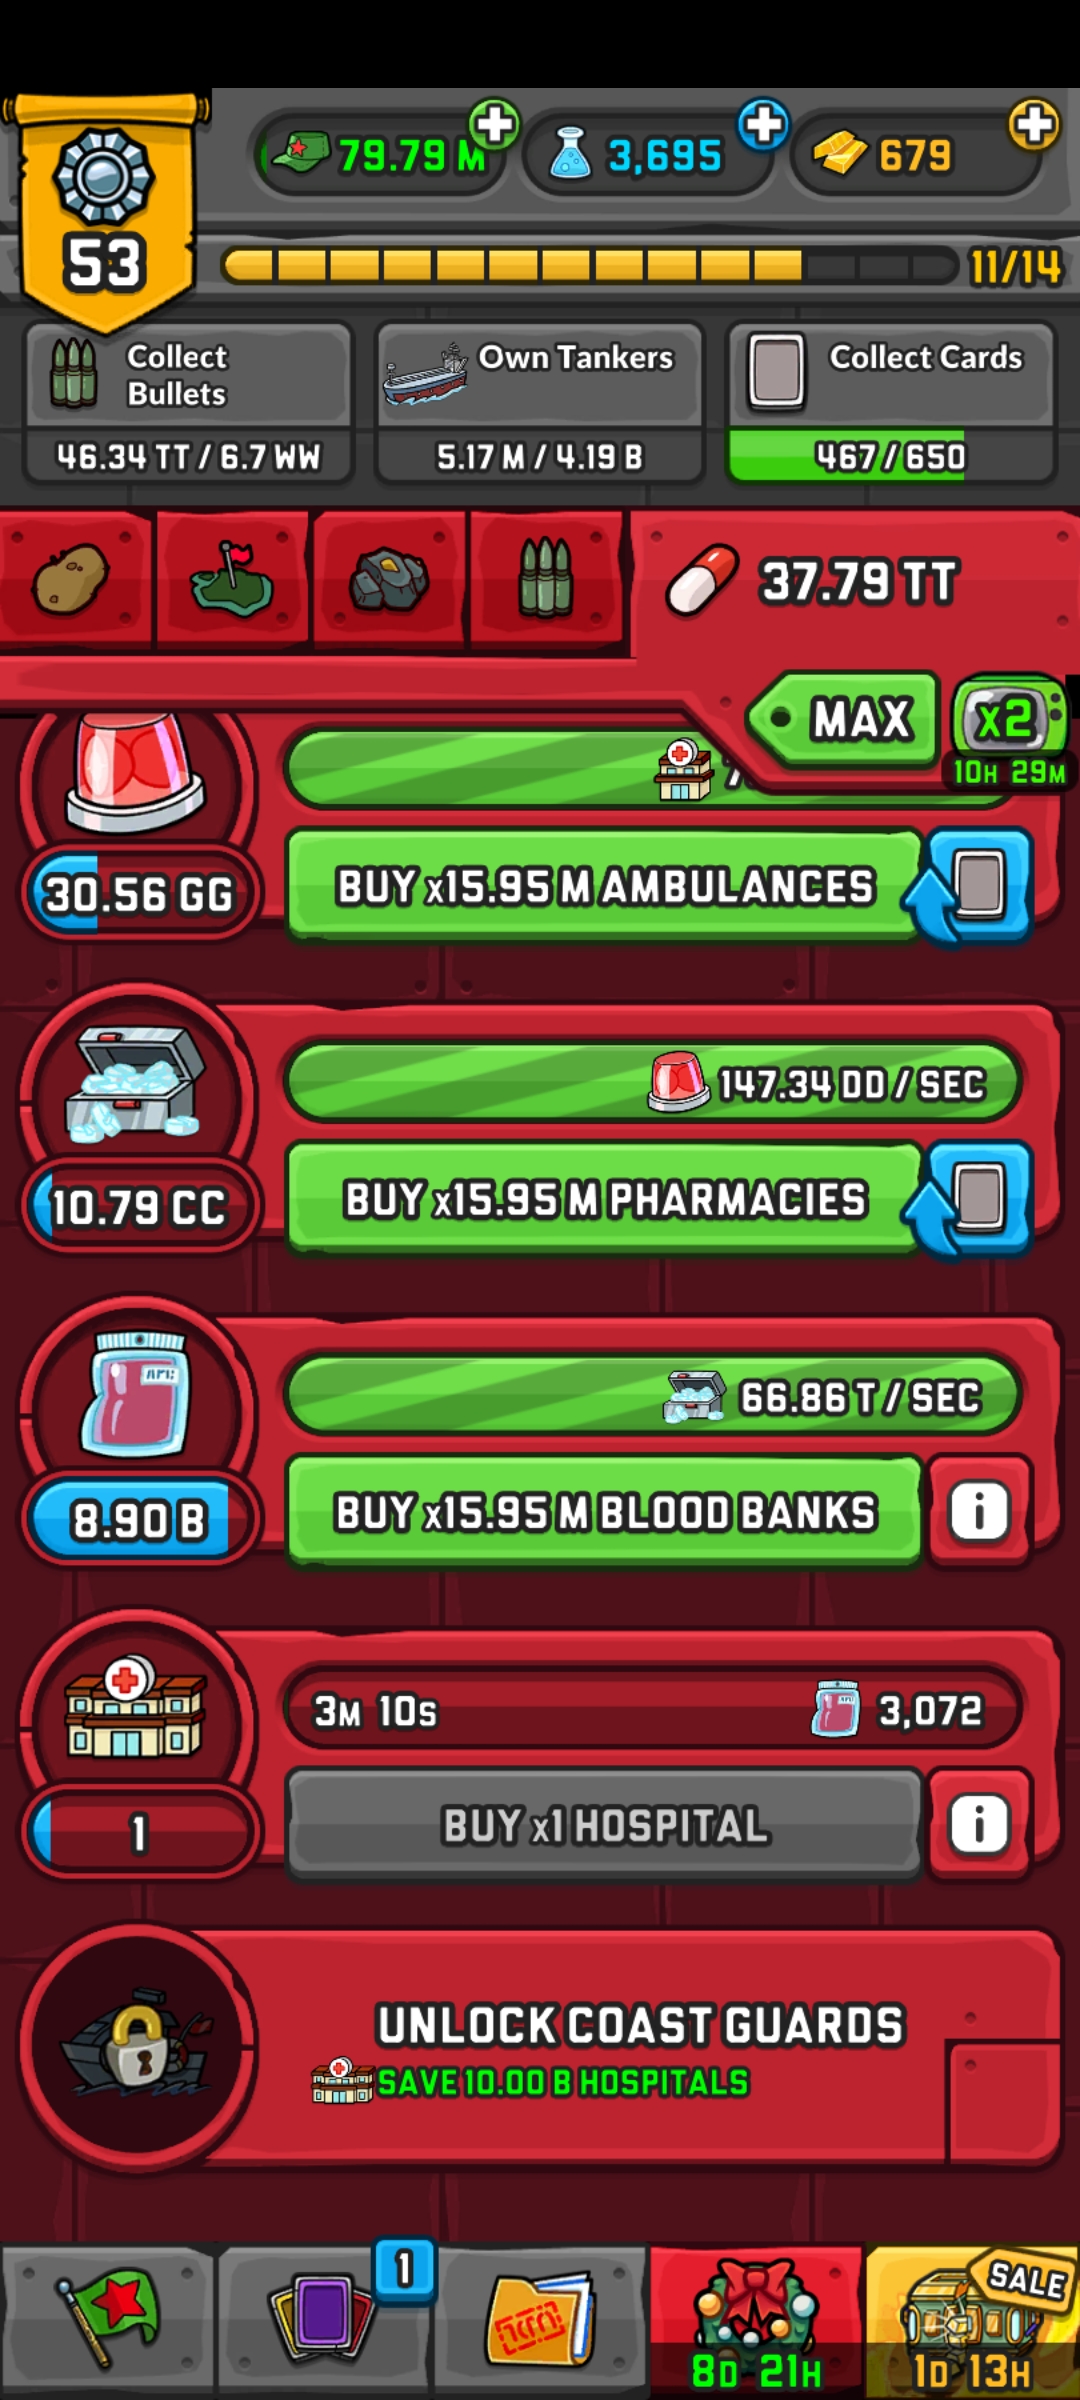 79.79 M
3,695
679
53
11/14
Collect
Bullets
46.34 TT / 6.7 WW
Own Tankers
5.17 M / 4.19 B
Collect Cards
467 / 650
37.79 TT
MAX
x2
10H 29M
30.56 GG
BUY x15.95 M AMBULANCES
147.34 DD / SEC
10.79 CC
BUY x15.95 M PHARMACIES
66.86 T / SEC
8.90 B
BUY x15.95 M BLOOD BANKS
i
3M 10S
3,072
1
BUY x1 HOSPITAL
i
UNLOCK COAST GUARDS
SAVE 10.00 B HOSPITALS
1
SALE
8D 21H
1D 13H